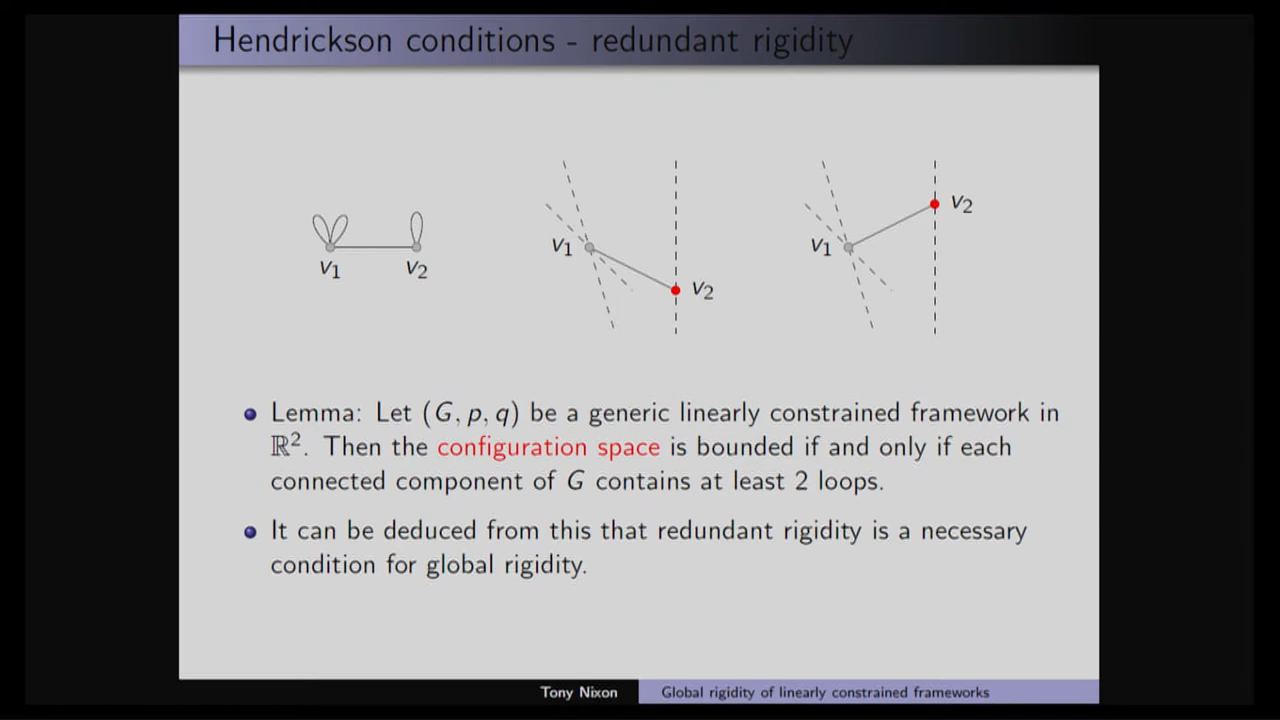 Hendrickson conditions - redundant rigidity
v₁ v₂
v₁ v₂
v₁ v₂
Lemma: Let (G, p, q) be a generic linearly constrained framework in
ℝ². Then the configuration space is bounded if and only if each
connected component of G contains at least 2 loops.
It can be deduced from this that redundant rigidity is a necessary
condition for global rigidity.
Tony Nixon
Global rigidity of linearly constrained frameworks